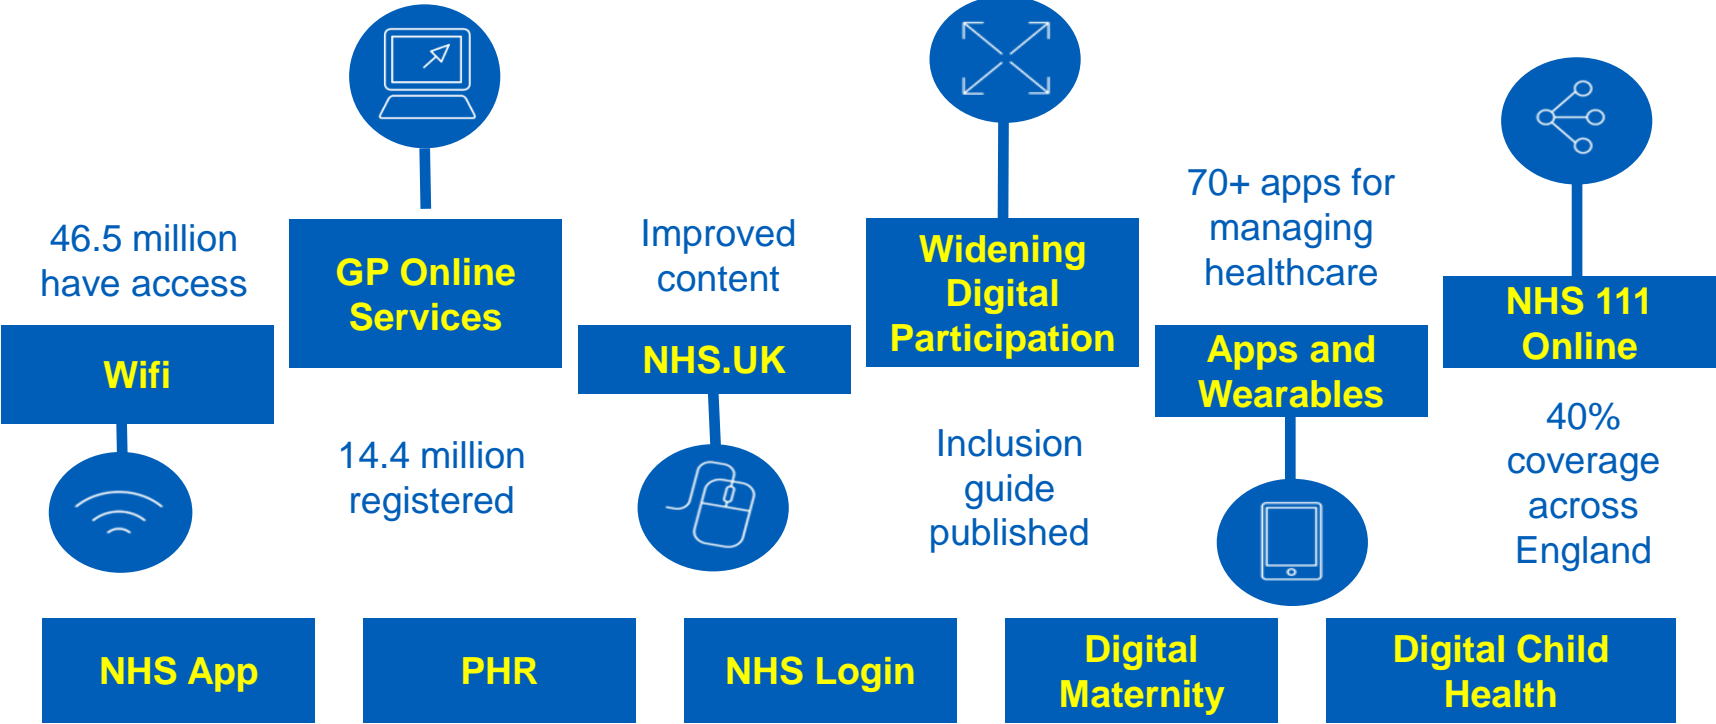 46.5 million
have access
Wifi
GP Online
Services
14.4 million
registered
Improved
content
NHS.UK
Widening
Digital
Participation
Inclusion
guide
published
70+ apps for
managing
healthcare
Apps and
Wearables
NHS 111
Online
40%
coverage
across
England
NHS App
PHR
NHS Login
Digital
Maternity
Digital Child
Health